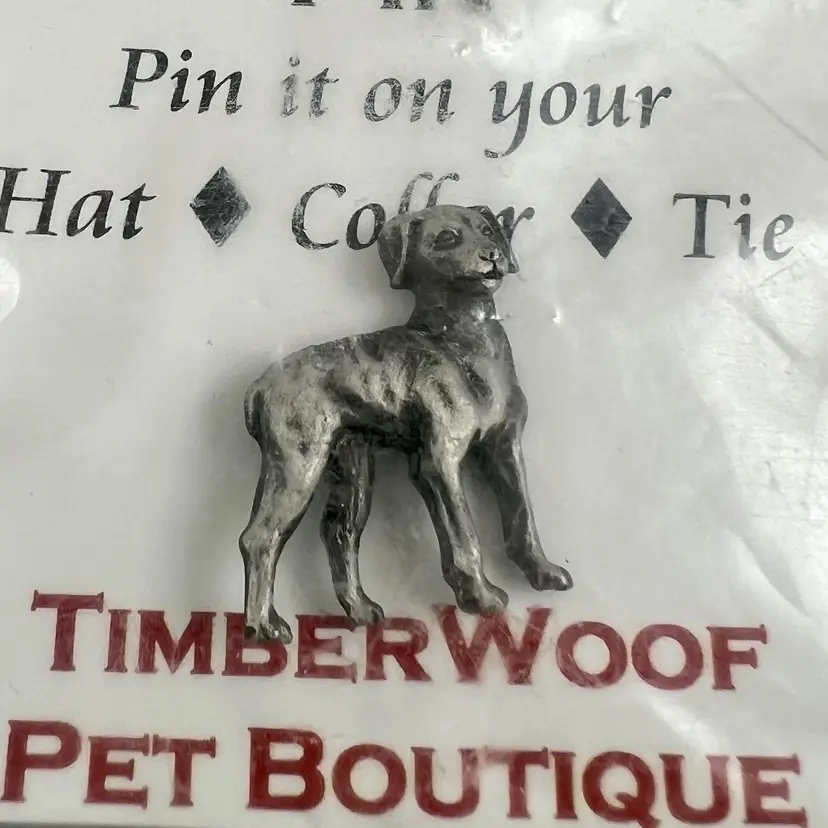 Pin it on your
Hat ♦ Collar ♦ Tie
TIMBERWOOF
PET BOUTIQUE